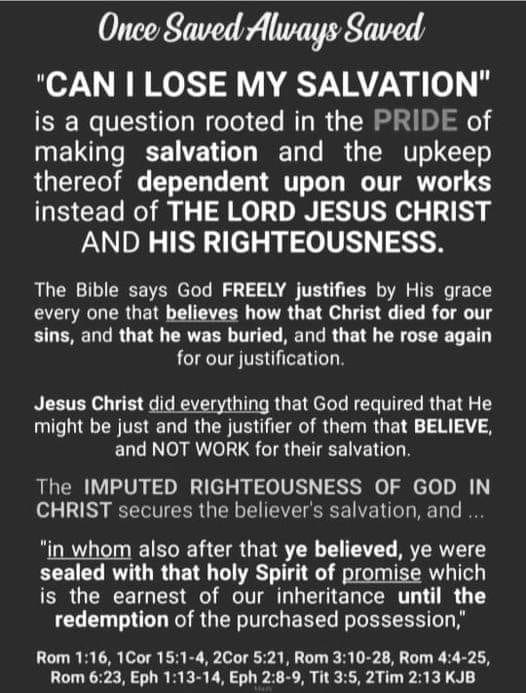 Once Saved Always Saved
"CAN I LOSE MY SALVATION"
is a question rooted in the PRIDE of
making salvation and the upkeep
thereof dependent upon our works
instead of THE LORD JESUS CHRIST
AND HIS RIGHTEOUSNESS.
The Bible says God FREELY justifies by His grace
every one that believes how that Christ died for our
sins, and that he was buried, and that he rose again
for our justification.
Jesus Christ did everything that God required that He
might be just and the justifier of them that BELIEVE,
and NOT WORK for their salvation.
The IMPUTED RIGHTEOUSNESS OF GOD IN
CHRIST secures the believer's salvation, and ...
"in whom also after that ye believed, ye were
sealed with that holy Spirit of promise which
is the earnest of our inheritance until the
redemption of the purchased possession,"
Rom 1:16, 1Cor 15:1-4, 2Cor 5:21, Rom 3:10-28, Rom 4:4-25,
Rom 6:23, Eph 1:13-14, Eph 2:8-9, Tit 3:5, 2Tim 2:13 KJB